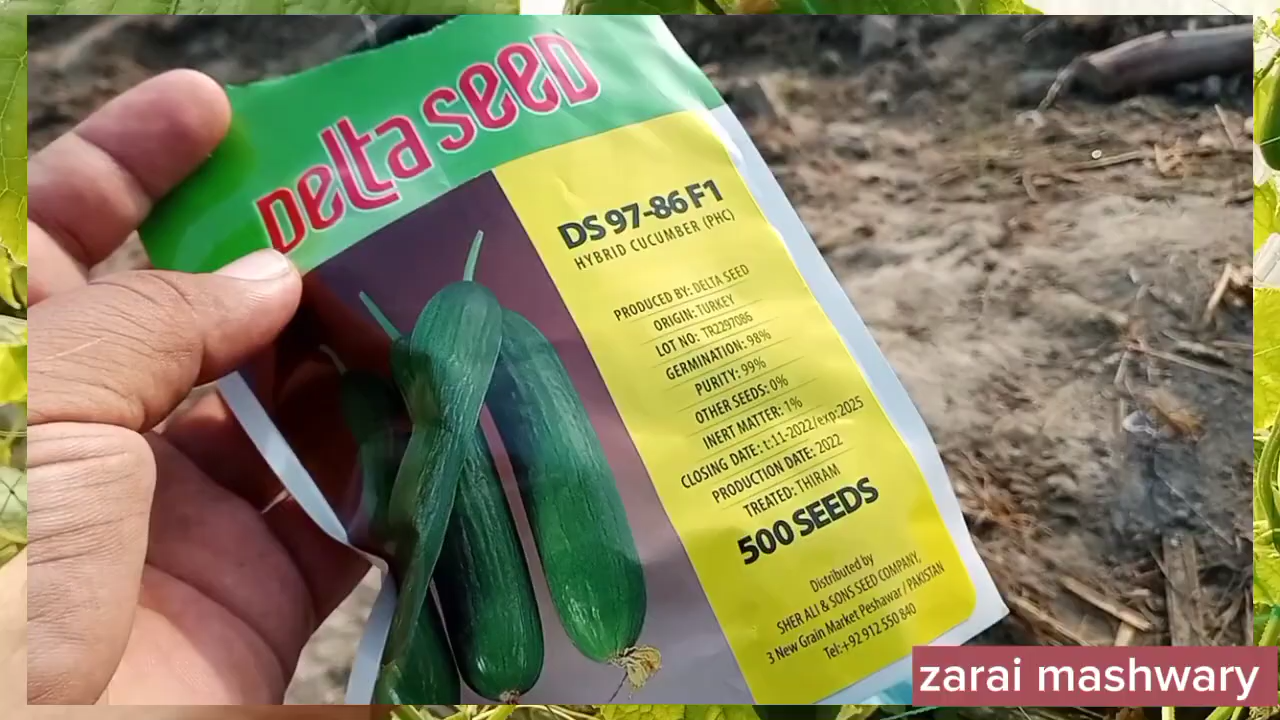 Delta seed
DS 97-86 F1
HYBRID CUCUMBER (PHC)
PRODUCED BY: DELTA SEED
ORIGIN: TURKEY
LOT NO: TR2297086
GERMINATION: 98%
PURITY: 99%
OTHER SEEDS: 0%
INERT MATTER: 1%
CLOSING DATE: t:11-2022/exp:2025
PRODUCTION DATE: 2022
TREATED: THIRAM
500 SEEDS
Distributed by
SHER ALI & SONS SEED COMPANY,
3 New Grain Market Peshawar / PAKISTAN
Tel:+92 912 550 840
zarai mashwary